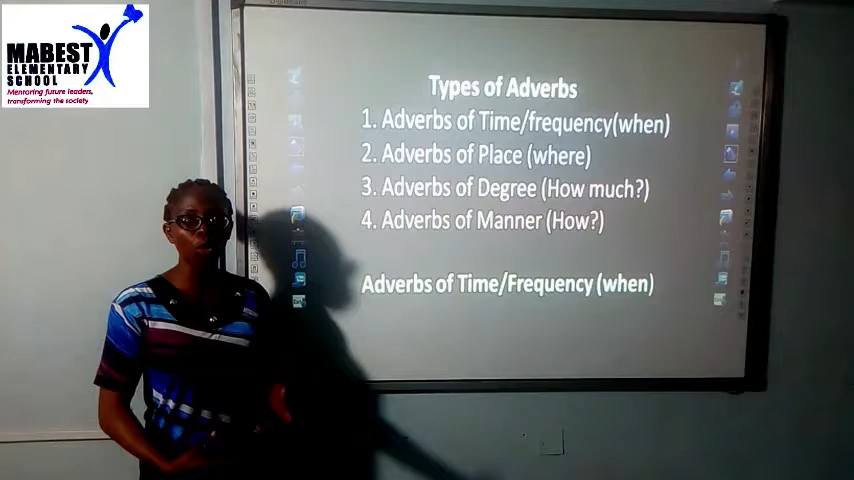 MABEST
ELEMENTARY
SCHOOL
Mentoring future leaders,
transforming the society
Types of Adverbs
1. Adverbs of Time/frequency(when)
2. Adverbs of Place (where)
3. Adverbs of Degree (How much?)
4. Adverbs of Manner (How?)
Adverbs of Time/Frequency (when)